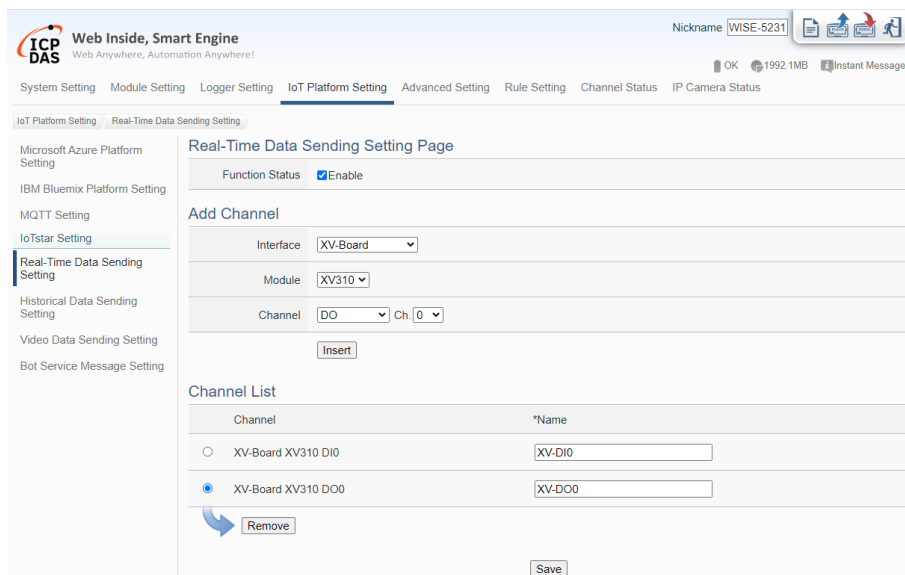 ICP
DAS
Web Inside, Smart Engine
Web Anywhere, Automation Anywhere!
Nickname WISE-5231
OK 1992.1MB Instant Message
System Setting Module Setting Logger Setting IoT Platform Setting Advanced Setting Rule Setting Channel Status IP Camera Status
IoT Platform Setting Real-Time Data Sending Setting
Microsoft Azure Platform
Setting
IBM Bluemix Platform Setting
MQTT Setting
IoTstar Setting
Real-Time Data Sending
Setting
Historical Data Sending
Setting
Video Data Sending Setting
Bot Service Message Setting
Real-Time Data Sending Setting Page
Function Status Enable
Add Channel
Interface XV-Board
Module XV310
Channel DO Ch. 0
Insert
Channel List
Channel *Name
XV-Board XV310 DI0 XV-DI0
XV-Board XV310 DO0 XV-DO0
Remove
Save